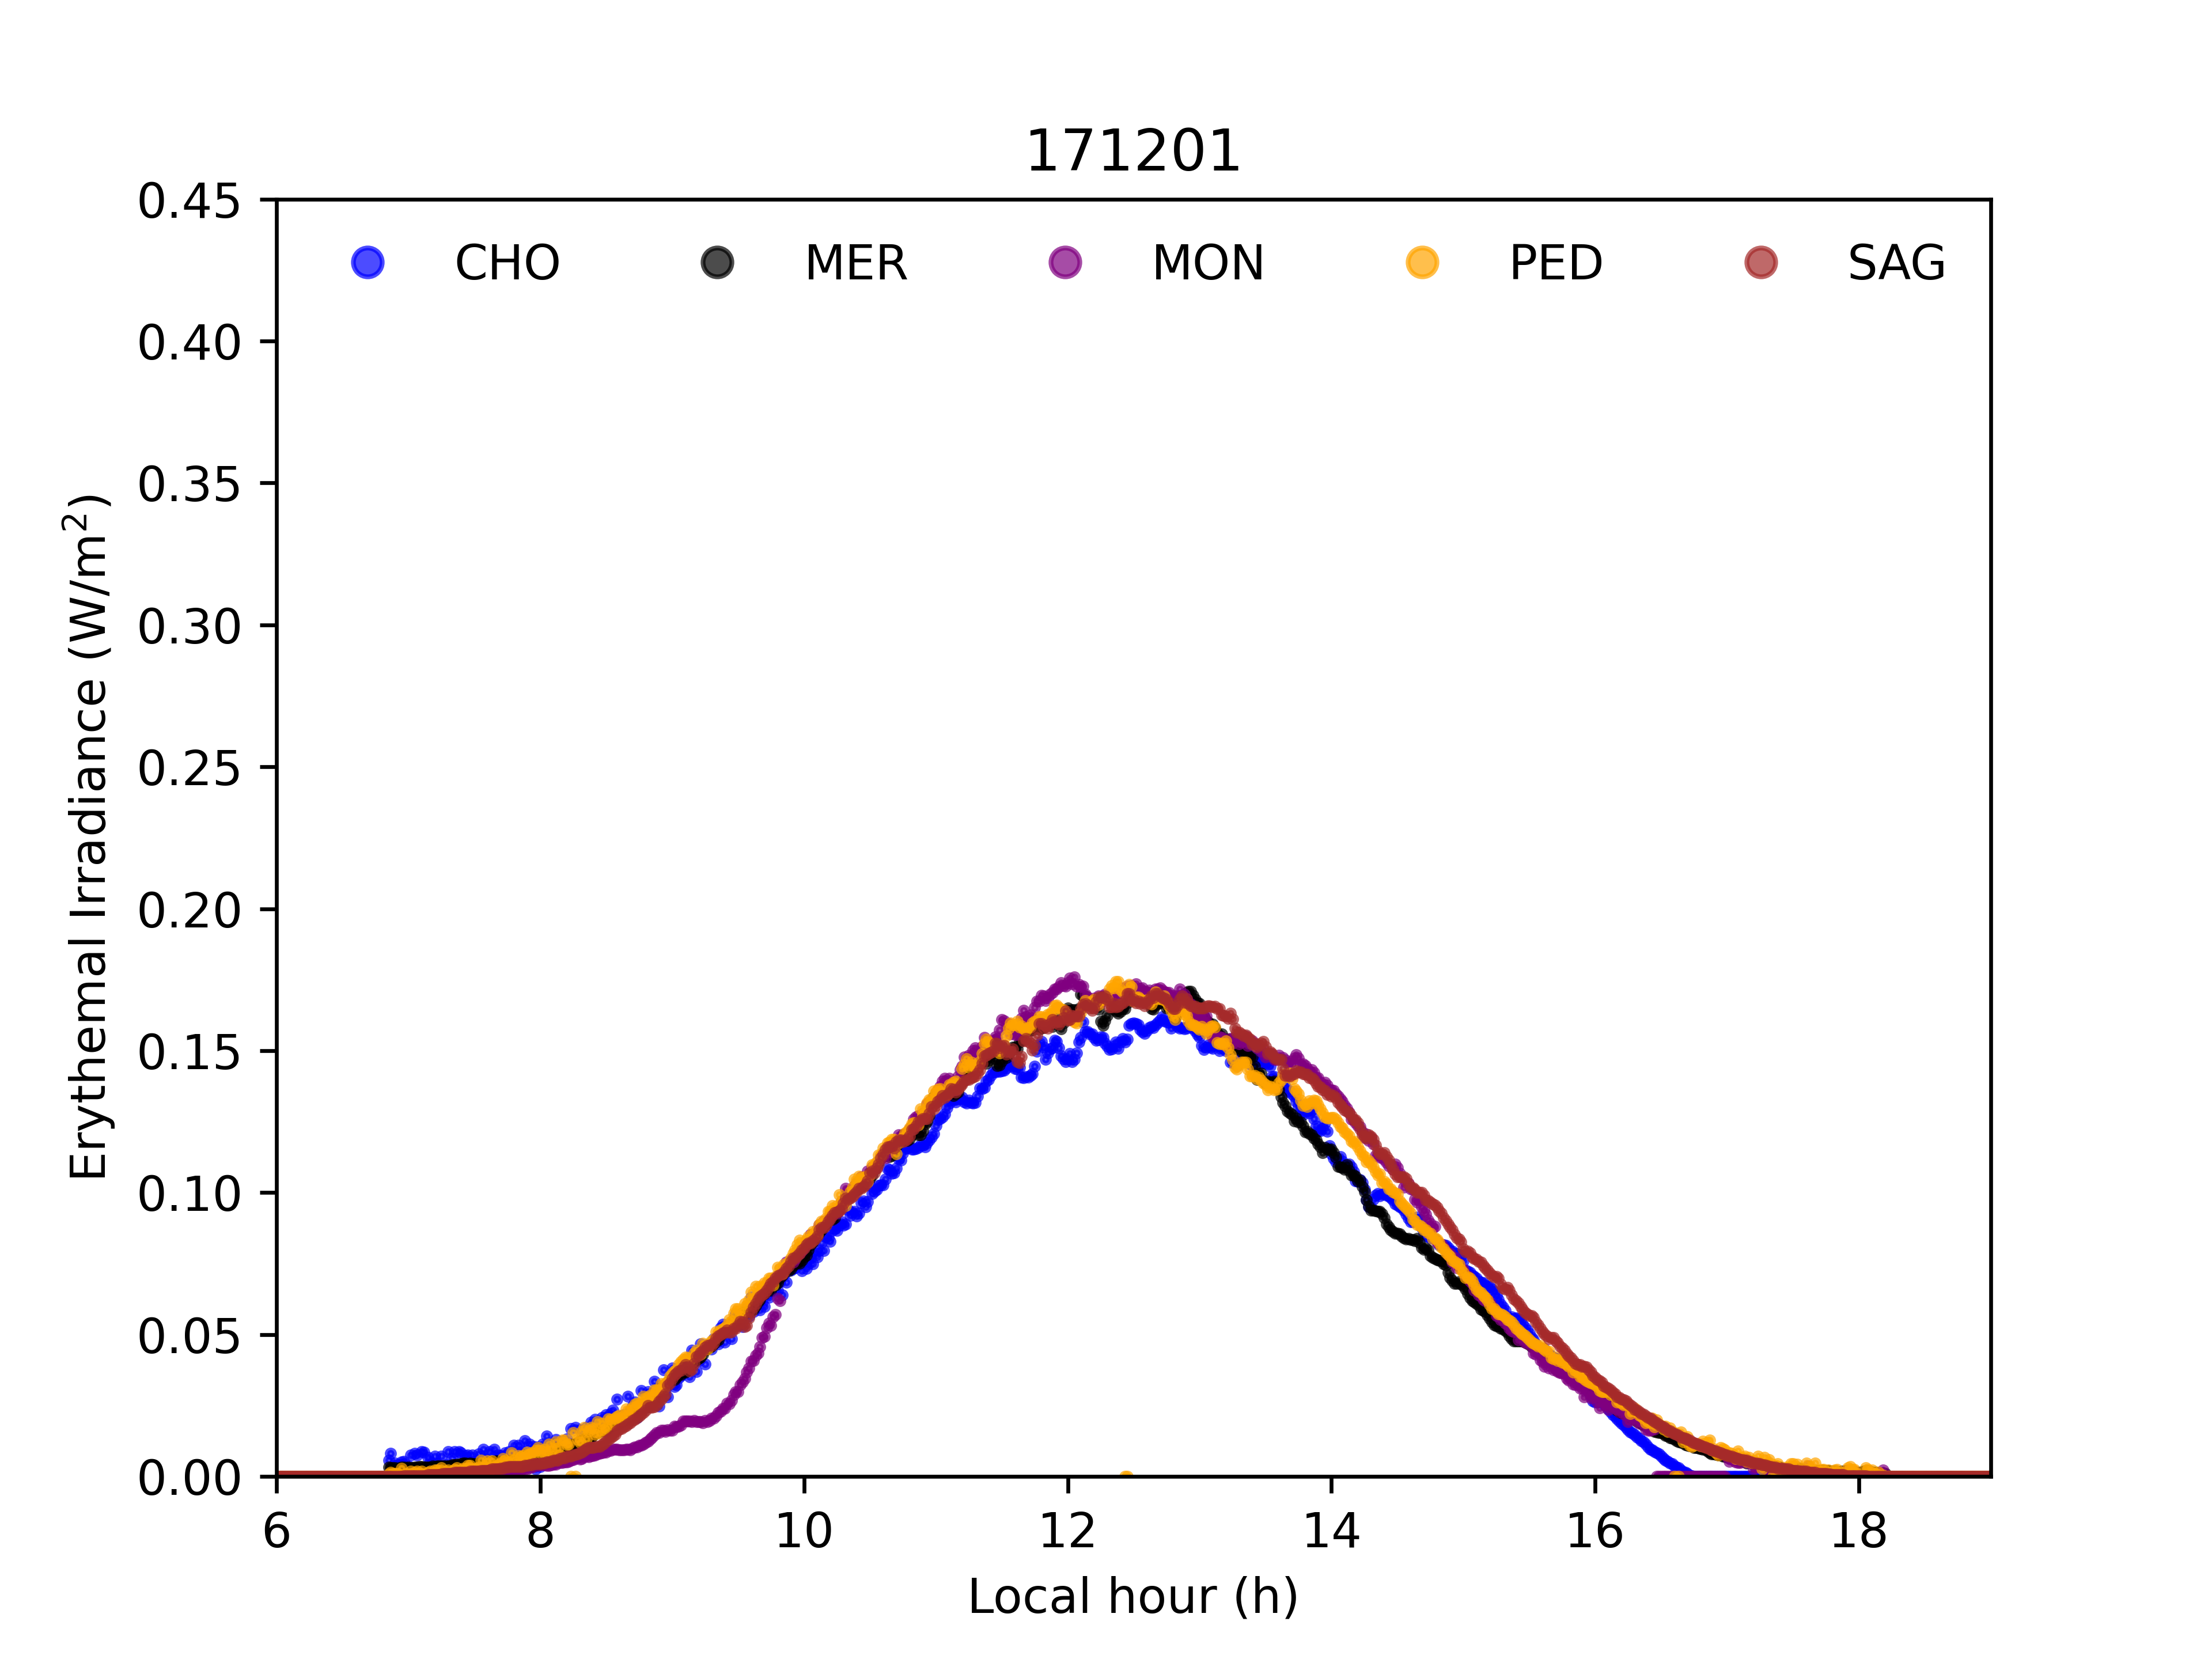 171201
CHO MER MON PED SAG
0.45
0.40
0.35
0.30
0.25
0.20
0.15
0.10
0.05
0.00
Erythemal Irradiance (W/m²)
6 8 10 12 14 16 18
Local hour (h)